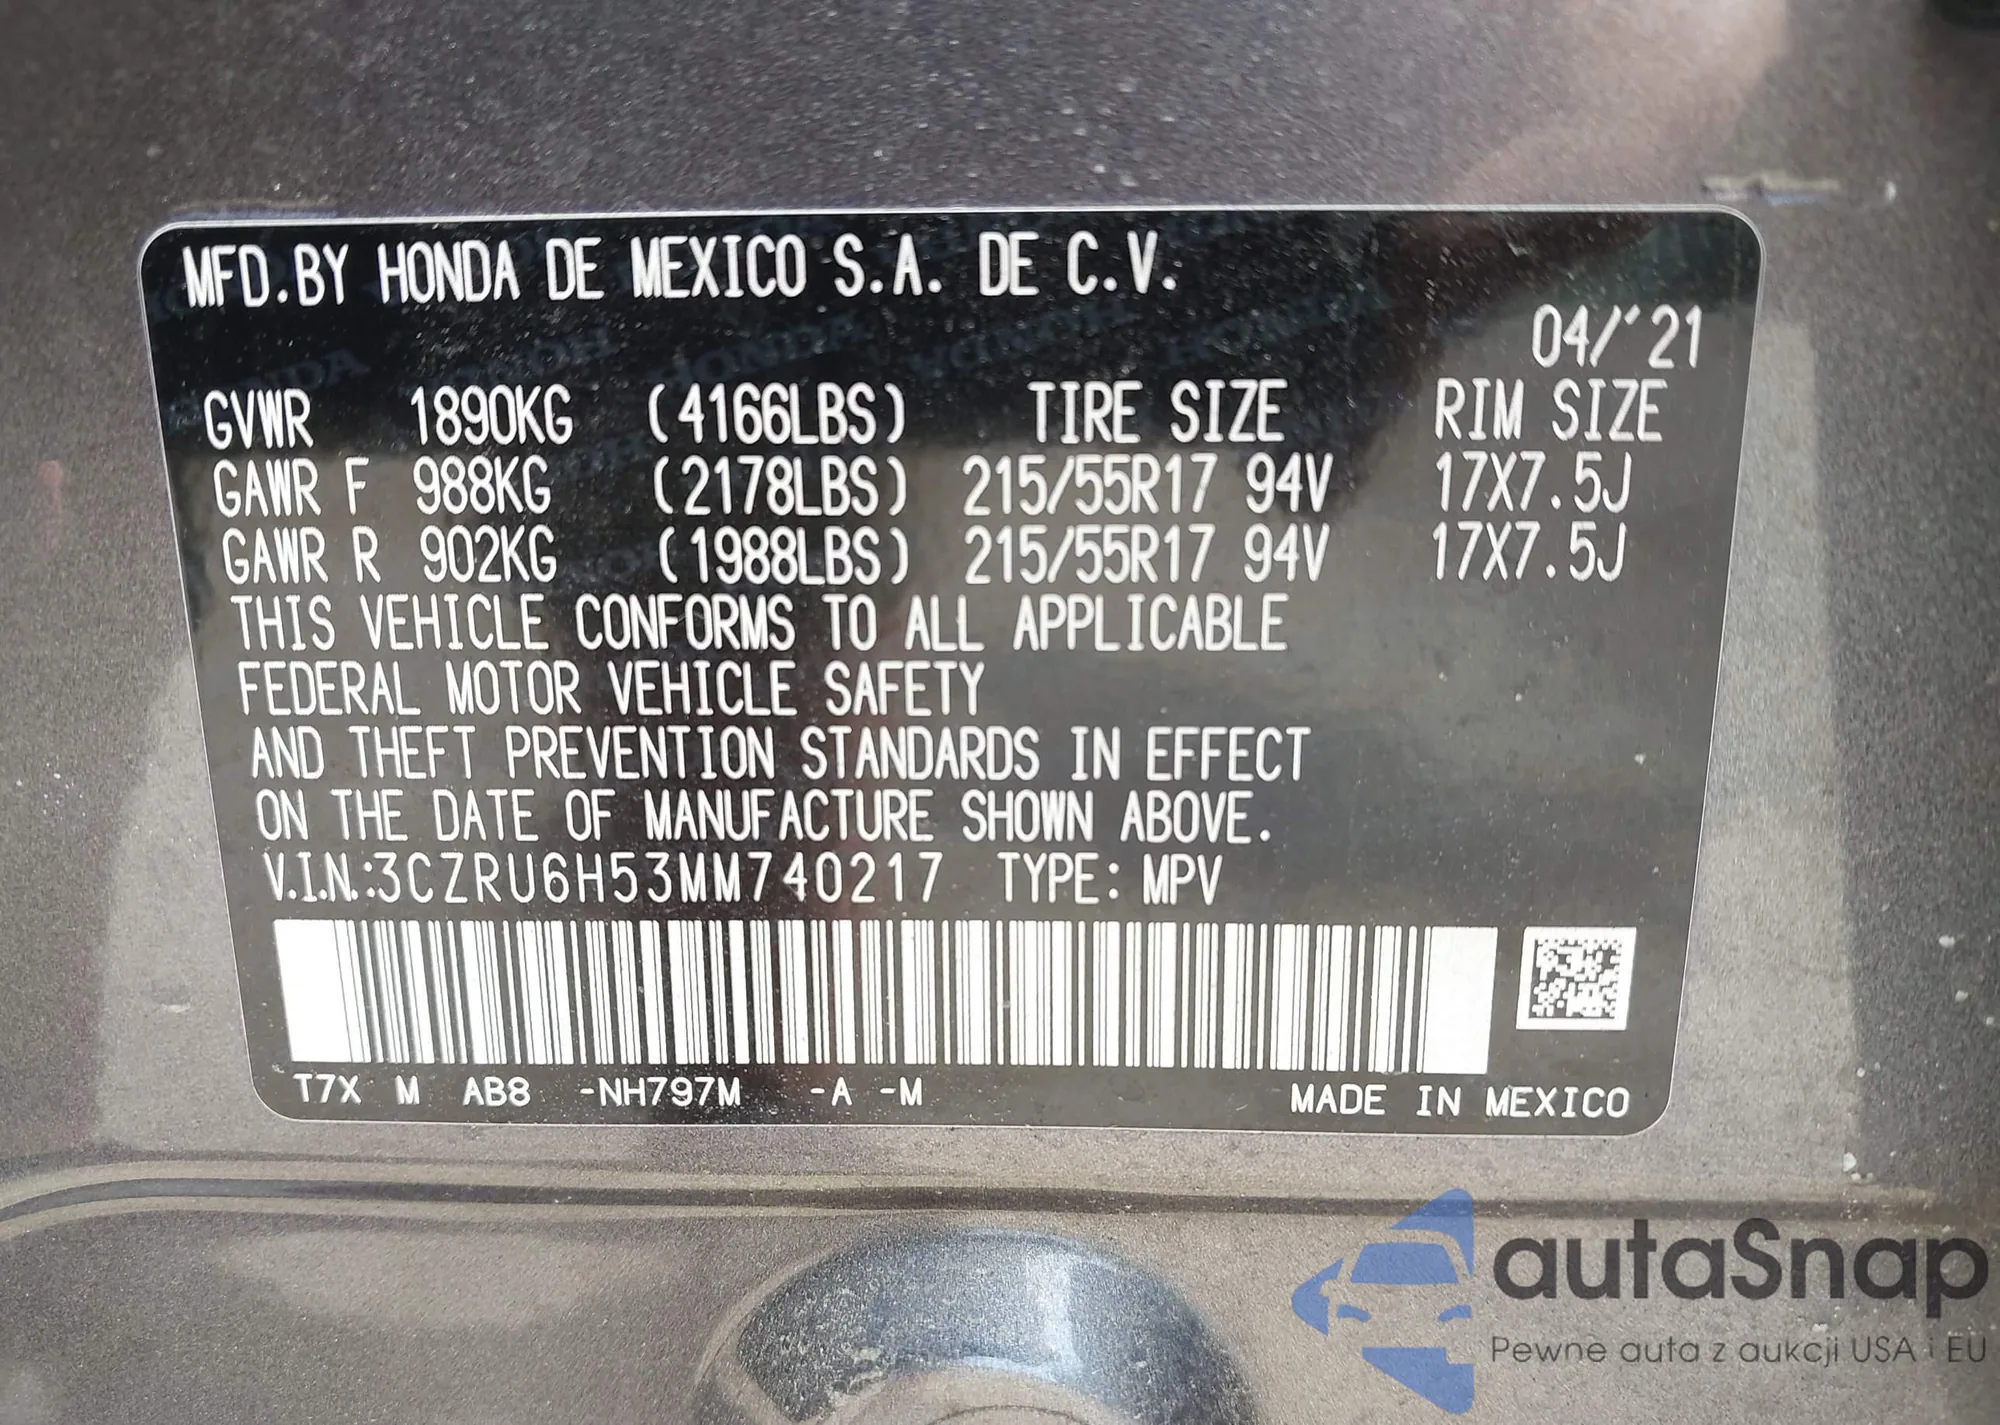 MFD.BY HONDA DE MEXICO S.A. DE C.V.
04/'21
GVWR 1890KG (4166LBS) TIRE SIZE RIM SIZE
GAWR F 988KG (2178LBS) 215/55R17 94V 17X7.5J
GAWR R 902KG (1988LBS) 215/55R17 94V 17X7.5J
THIS VEHICLE CONFORMS TO ALL APPLICABLE
FEDERAL MOTOR VEHICLE SAFETY
AND THEFT PREVENTION STANDARDS IN EFFECT
ON THE DATE OF MANUFACTURE SHOWN ABOVE.
V.I.N.:3CZRU6H53MM740217 TYPE: MPV
T7X M AB8 -NH797M -A -M MADE IN MEXICO
autaSnap
Pewne auta z aukcji USA i EU